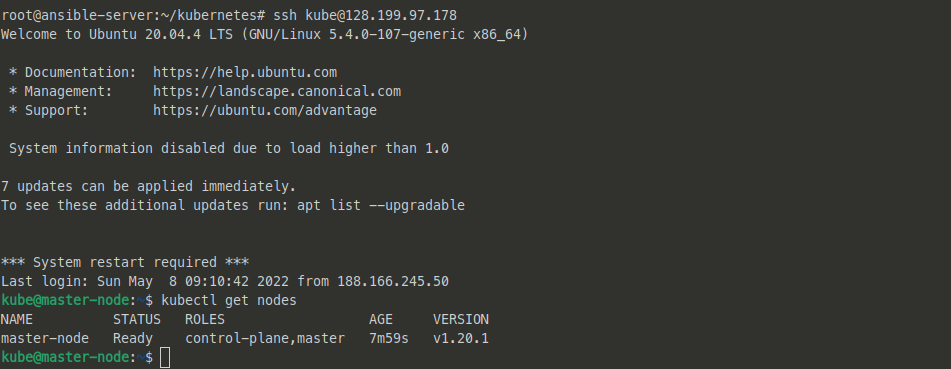 root@ansible-server:~/kubernetes# ssh kube@128.199.97.178
Welcome to Ubuntu 20.04.4 LTS (GNU/Linux 5.4.0-107-generic x86_64)
* Documentation:  https://help.ubuntu.com
* Management:     https://landscape.canonical.com
* Support:        https://ubuntu.com/advantage
System information disabled due to load higher than 1.0
7 updates can be applied immediately.
To see these additional updates run: apt list --upgradable
*** System restart required ***
Last login: Sun May  8 09:10:42 2022 from 188.166.245.50
kube@master-node:~$ kubectl get nodes
NAME          STATUS   ROLES                  AGE     VERSION
master-node   Ready    control-plane,master   7m59s   v1.20.1
kube@master-node:~$